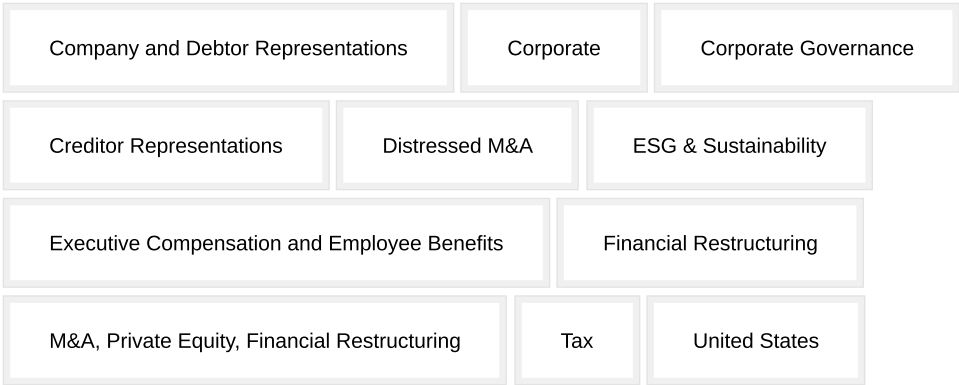 Company and Debtor Representations
Corporate
Corporate Governance
Creditor Representations
Distressed M&A
ESG & Sustainability
Executive Compensation and Employee Benefits
Financial Restructuring
M&A, Private Equity, Financial Restructuring
Tax
United States